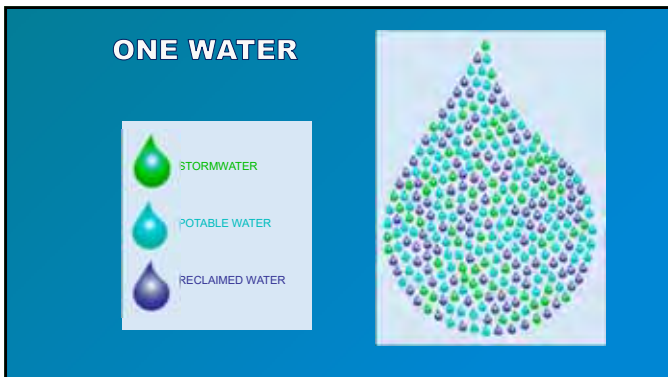 ONE WATER
STORMWATER
POTABLE WATER
RECLAIMED WATER